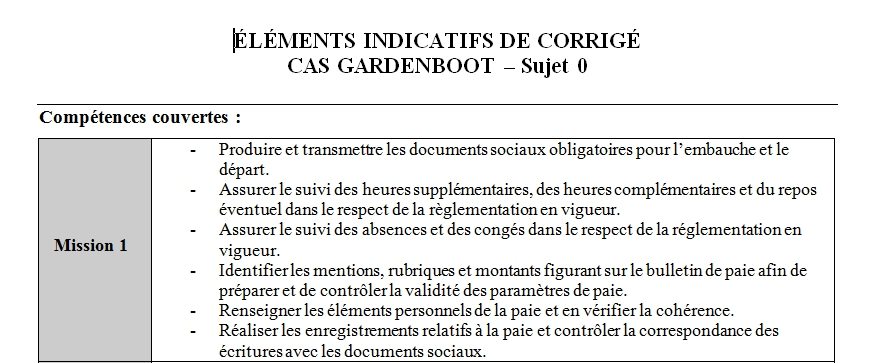 ÉLÉMENTS INDICATIFS DE CORRIGÉ
CAS GARDENBOOT – Sujet 0
Compétences couvertes :
Mission 1
- Produire et transmettre les documents sociaux obligatoires pour l'embauche et le
départ.
- Assurer le suivi des heures supplémentaires, des heures complémentaires et du repos
éventuel dans le respect de la règlementation en vigueur.
- Assurer le suivi des absences et des congés dans le respect de la réglementation en
vigueur.
- Identifier les mentions, rubriques et montants figurant sur le bulletin de paie afin de
préparer et de contrôler la validité des paramètres de paie.
- Renseigner les éléments personnels de la paie et en vérifier la cohérence.
- Réaliser les enregistrements relatifs à la paie et contrôler la correspondance des
écritures avec les documents sociaux.